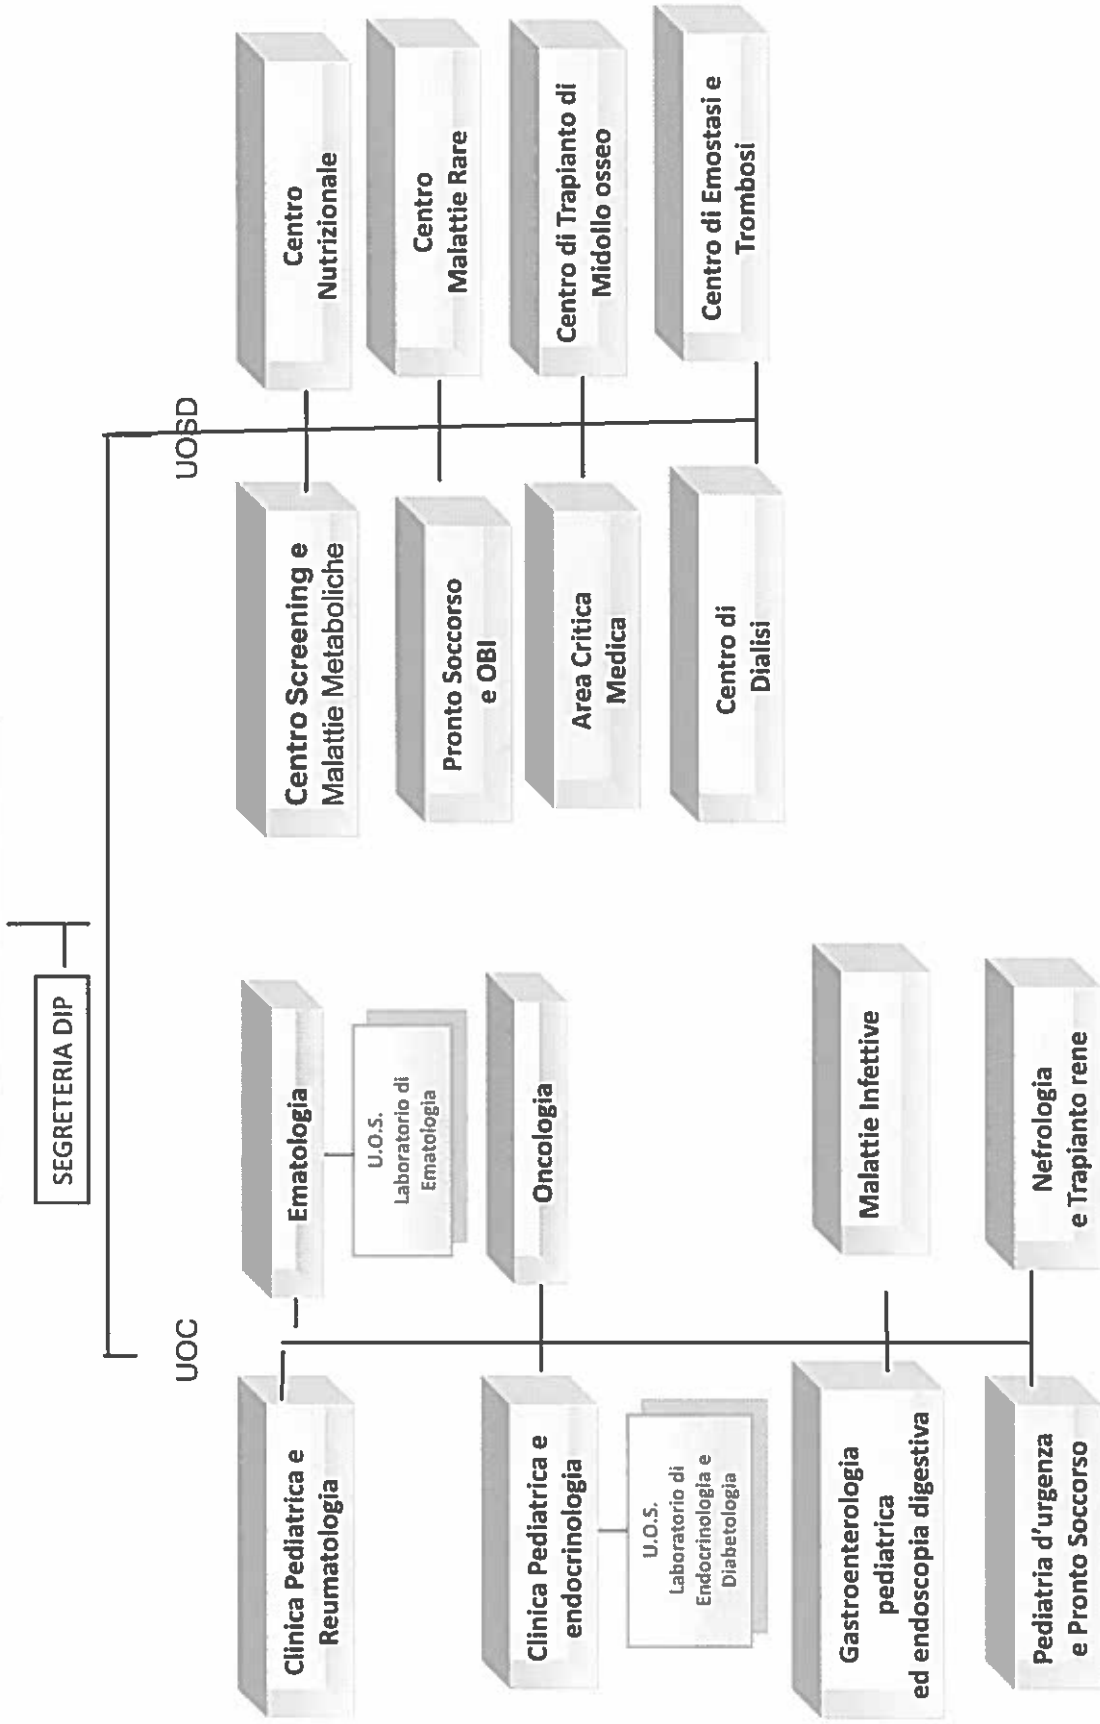 SEGRETERIA DIP
UOC
UOSD
Clinica Pediatrica e
Reumatologia
Ematologia
U.O.S.
Laboratorio di
Ematologia
Clinica Pediatrica e
endocrinologia
Oncologia
U.O.S.
Laboratorio di
Endocrinologia e
Diabetologia
Gastroenterologia
pediatrica
ed endoscopia digestiva
Malattie Infettive
Pediatria d'urgenza
e Pronto Soccorso
Nefrologia
e Trapianto rene
Centro Screening e
Malattie Metaboliche
Centro
Nutrizionale
Pronto Soccorso
e OBI
Centro
Malattie Rare
Area Critica
Medica
Centro di Trapianto di
Midollo osseo
Centro di
Dialisi
Centro di Emostasi e
Trombosi